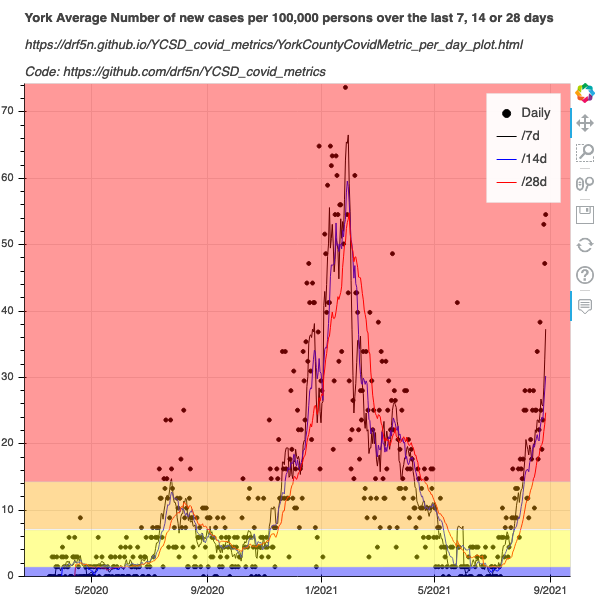 York Average Number of new cases per 100,000 persons over the last 7, 14 or 28 days
https://drf5n.github.io/YCSD_covid_metrics/YorkCountyCovidMetric_per_day_plot.html
Code: https://github.com/drf5n/YCSD_covid_metrics
70
60
50
40
30
20
10
0
Daily
/7d
/14d
/28d
5/2020
9/2020
1/2021
5/2021
9/2021